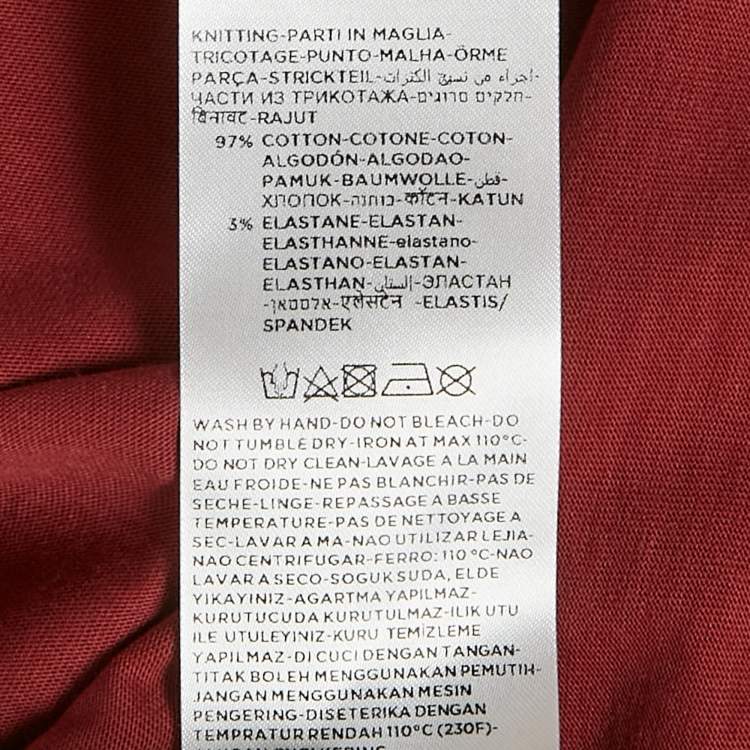 KNITTING-PARTI IN MAGLIA-
TRICOTAGE-PUNTO-MALHA-ÖRME
PARÇA-STRICKTEIL-اجزاء من نسيج الكنزات-
ЧАСТИ ИЗ ТРИКОТАЖА-חלקים סרוגים-
बिनावट-RAJUT
97% COTTON-COTONE-COTON-
ALGODÓN-ALGODAO-
PAMUK-BAUMWOLLE-قطن-
ХЛОПОК-כותנה-कॉटन-KATUN
3% ELASTANE-ELASTAN-
ELASTHANNE-elastano-
ELASTANO-ELASTAN-
ELASTHAN-الستان-ЭЛАСТАН
-אלסטאן-एलेसटेन -ELASTIS/
SPANDEK
WASH BY HAND-DO NOT BLEACH-DO
NOT TUMBLE DRY-IRON AT MAX 110°C-
DO NOT DRY CLEAN-LAVAGE A LA MAIN
EAU FROIDE-NE PAS BLANCHIR-PAS DE
SECHE-LINGE-REPASSAGE A BASSE
TEMPERATURE-PAS DE NETTOYAGE A
SEC-LAVAR A MA-NAO UTILIZAR LEJIA-
NAO CENTRIFUGAR-FERRO: 110 °C-NAO
LAVAR A SECO-SOGUK SUDA, ELDE
YIKAYINIZ-AGARTMA YAPILMAZ-
KURUTUCUDA KURUTULMAZ-ILIK UTU
ILE UTULEYINIZ-KURU TEMİZLEME
YAPILMAZ-DI CUCI DENGAN TANGAN-
TITAK BOLEH MENGGUNAKAN PEMUTIH-
JANGAN MENGGUNAKAN MESIN
PENGERING-DISETERIKA DENGAN
TEMPRATUR RENDAH 110°C (230F)-